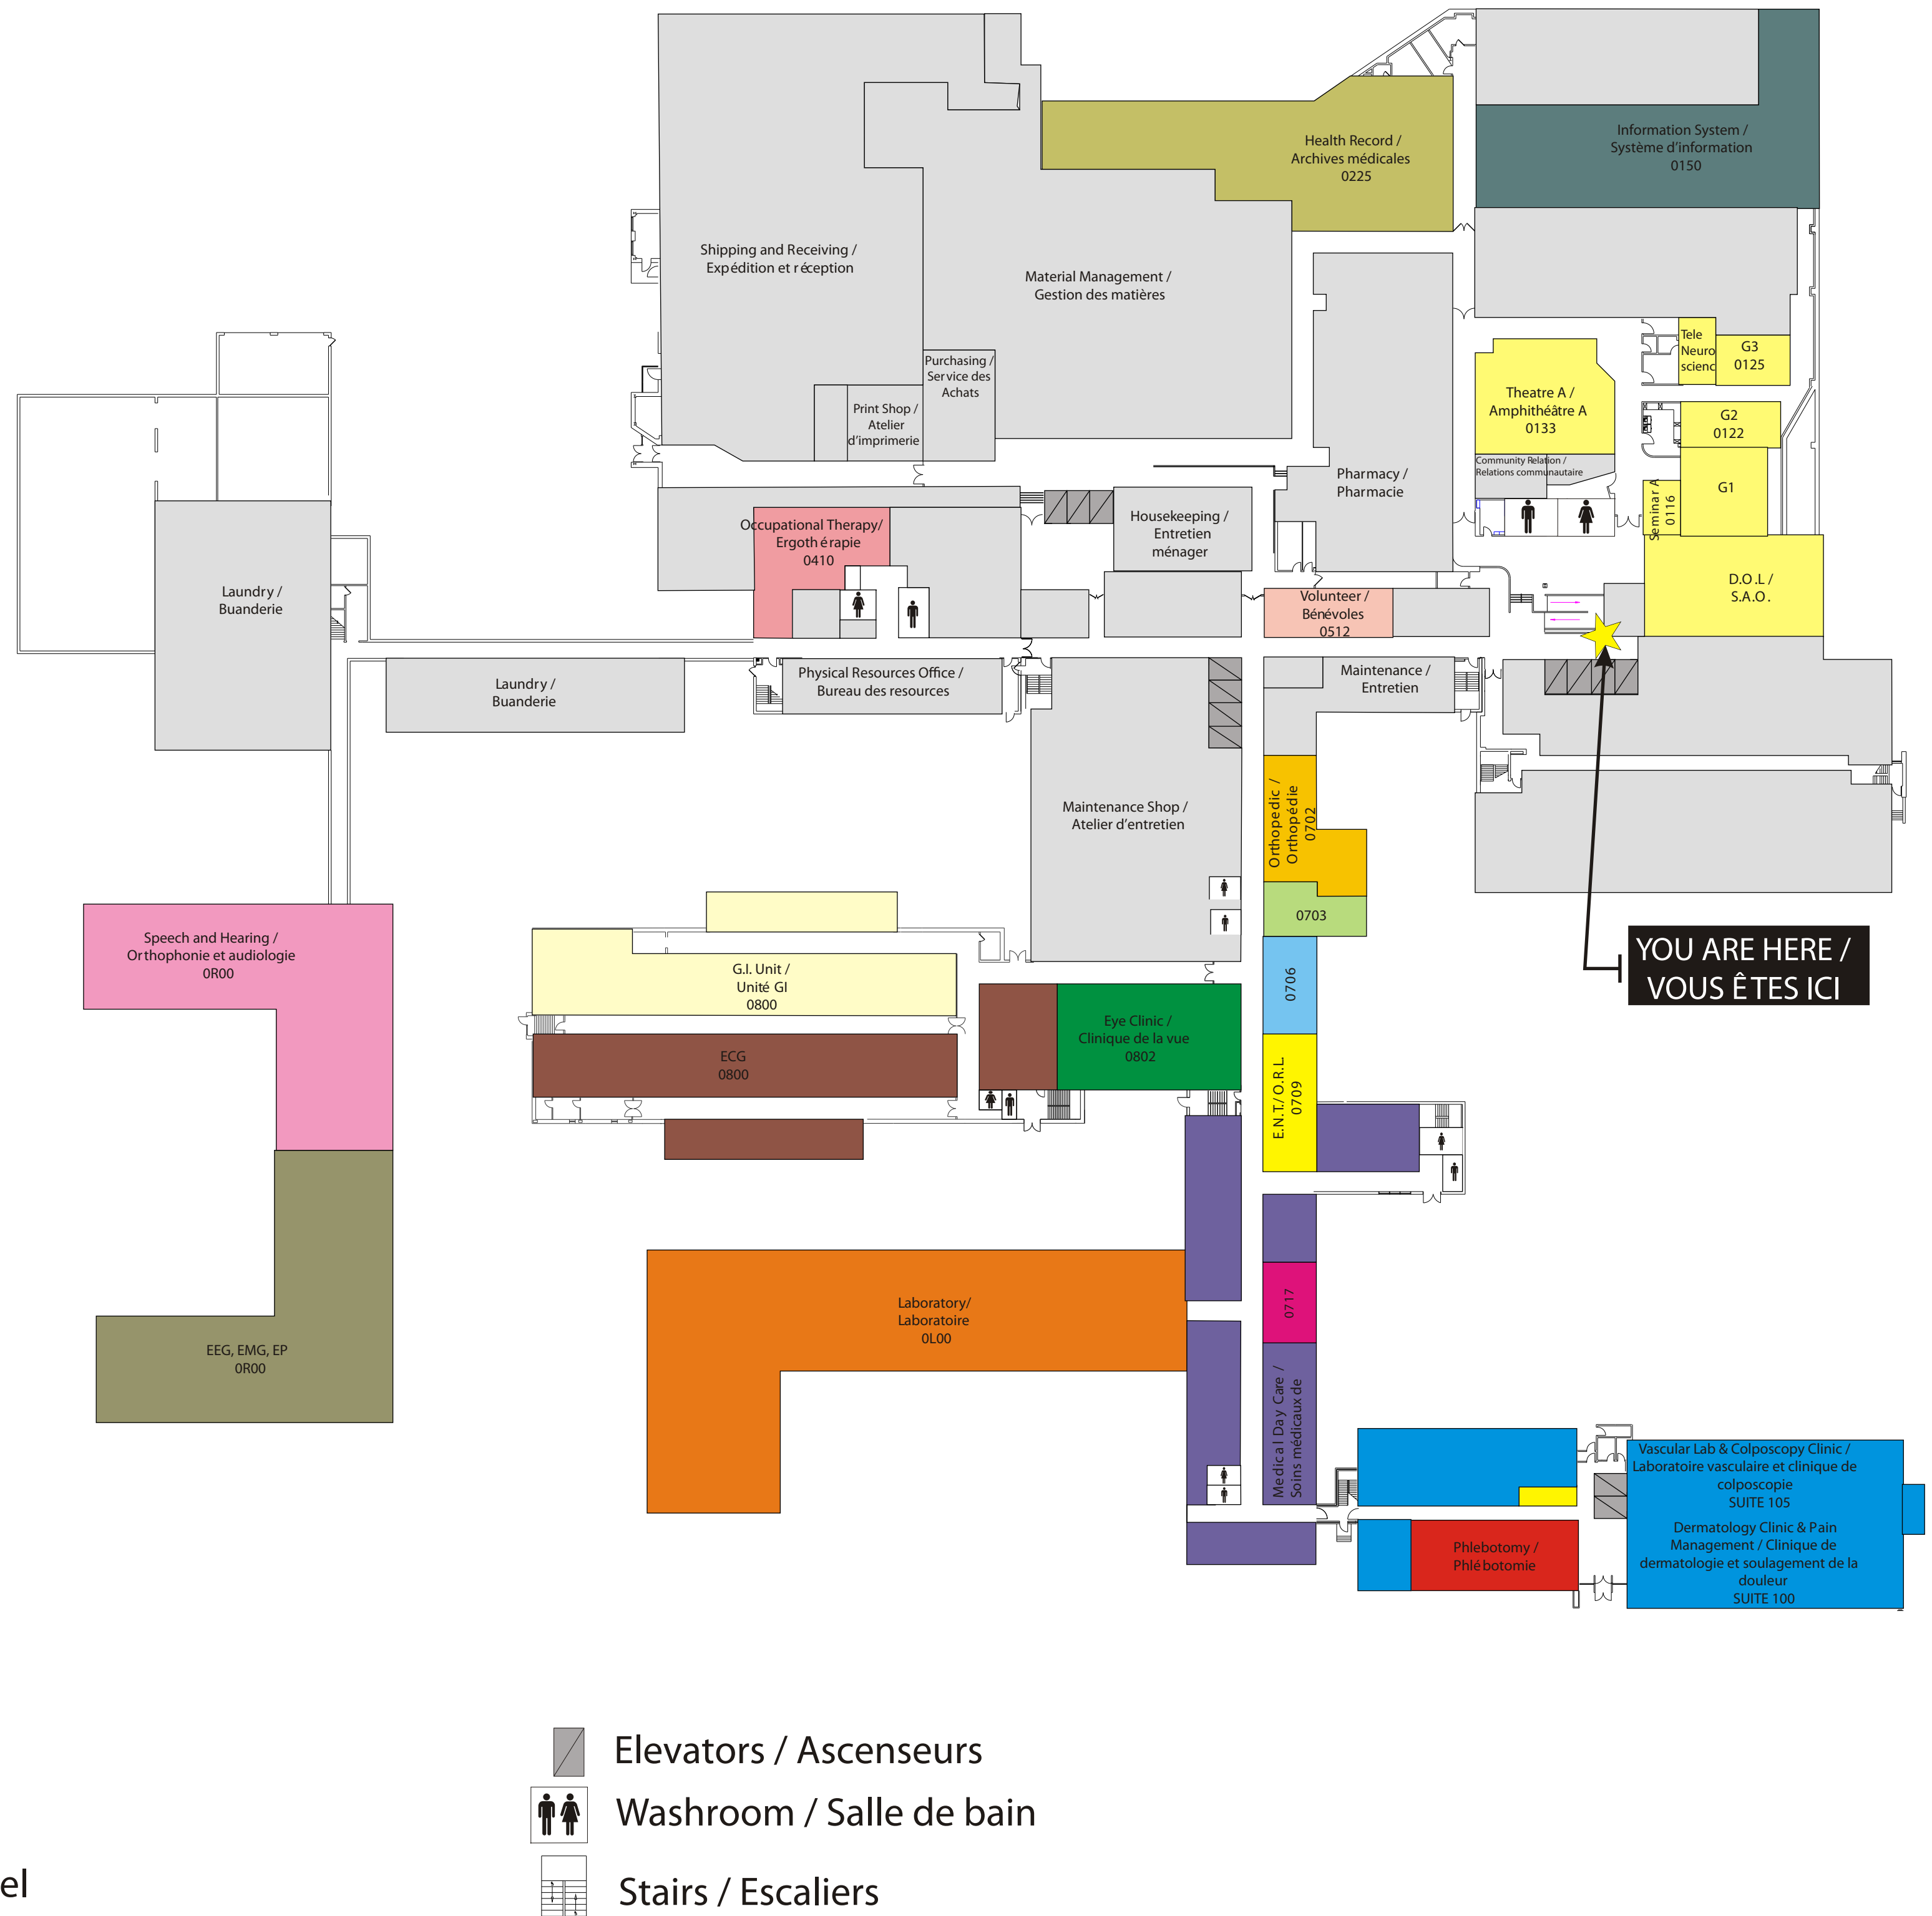 Health Record /
Archives médicales
0225
Information System /
Système d'information
0150
Shipping and Receiving /
Expédition et réception
Material Management /
Gestion des matières
Purchasing /
Service des
Achats
Print Shop /
Atelier
d'imprimerie
Tele
Neuro
scienc
G3
0125
Theatre A /
Amphithéâtre A
0133
G2
0122
Community Relation /
Relations communautaire
G1
Seminar A
0116
Pharmacy /
Pharmacie
Housekeeping /
Entretien
ménager
Occupational Therapy/
Ergothérapie
0410
Laundry /
Buanderie
D.O.L /
S.A.O.
Volunteer /
Bénévoles
0512
Laundry /
Buanderie
Physical Resources Office /
Bureau des resources
Maintenance /
Entretien
Maintenance Shop /
Atelier d'entretien
Orthopedic /
Orthopédie
0702
0703
YOU ARE HERE /
VOUS ÊTES ICI
Speech and Hearing /
Orthophonie et audiologie
0R00
G.I. Unit /
Unité GI
0800
0706
Eye Clinic /
Clinique de la vue
0802
ECG
0800
E.N.T./ O.R.L.
0709
Laboratory/
Laboratoire
0L00
0717
EEG, EMG, EP
0R00
Medical Day Care /
Soins médicaux de
Vascular Lab & Colposcopy Clinic /
Laboratoire vasculaire et clinique de
colposcopie
SUITE 105
Dermatology Clinic & Pain
Management / Clinique de
dermatologie et soulagement de la
douleur
SUITE 100
Phlebotomy /
Phlébotomie
Elevators / Ascenseurs
Washroom / Salle de bain
Stairs / Escaliers
el